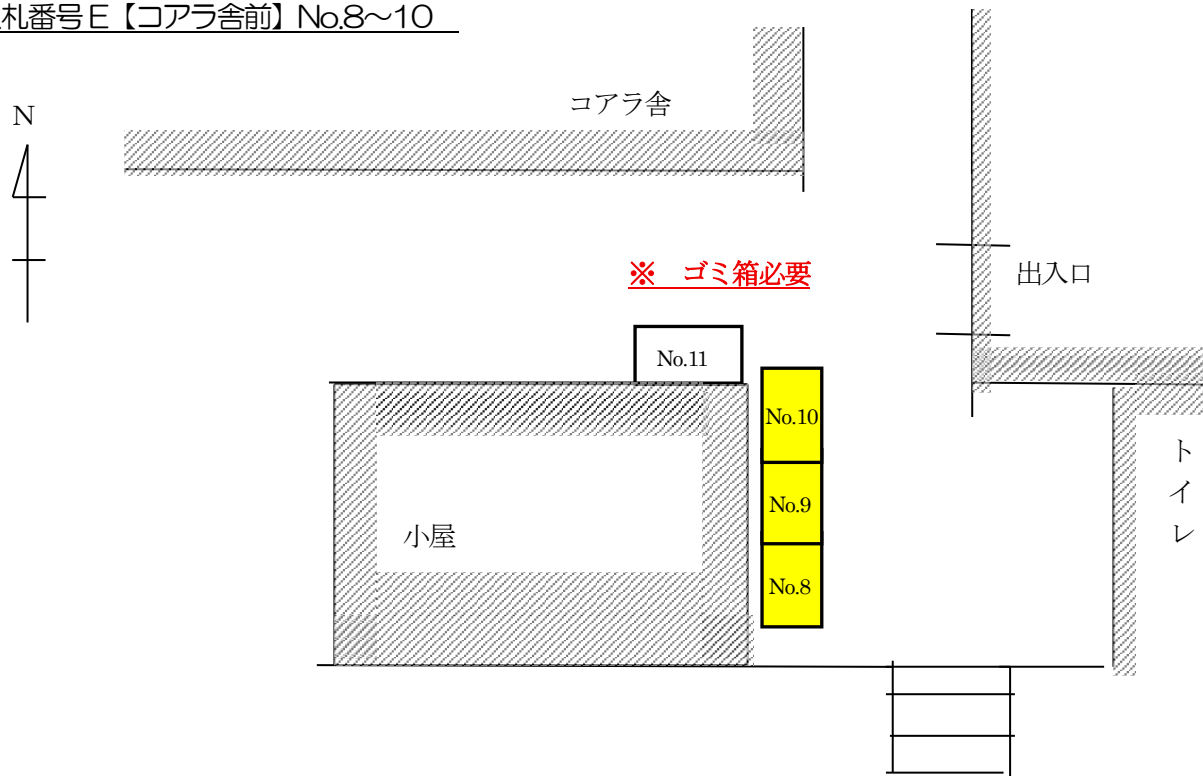 札番号E【コアラ舎前】No.8～10
コアラ舎
N
※　ゴミ箱必要
出入口
No.11
No.10
No.9
No.8
小屋
トイレ